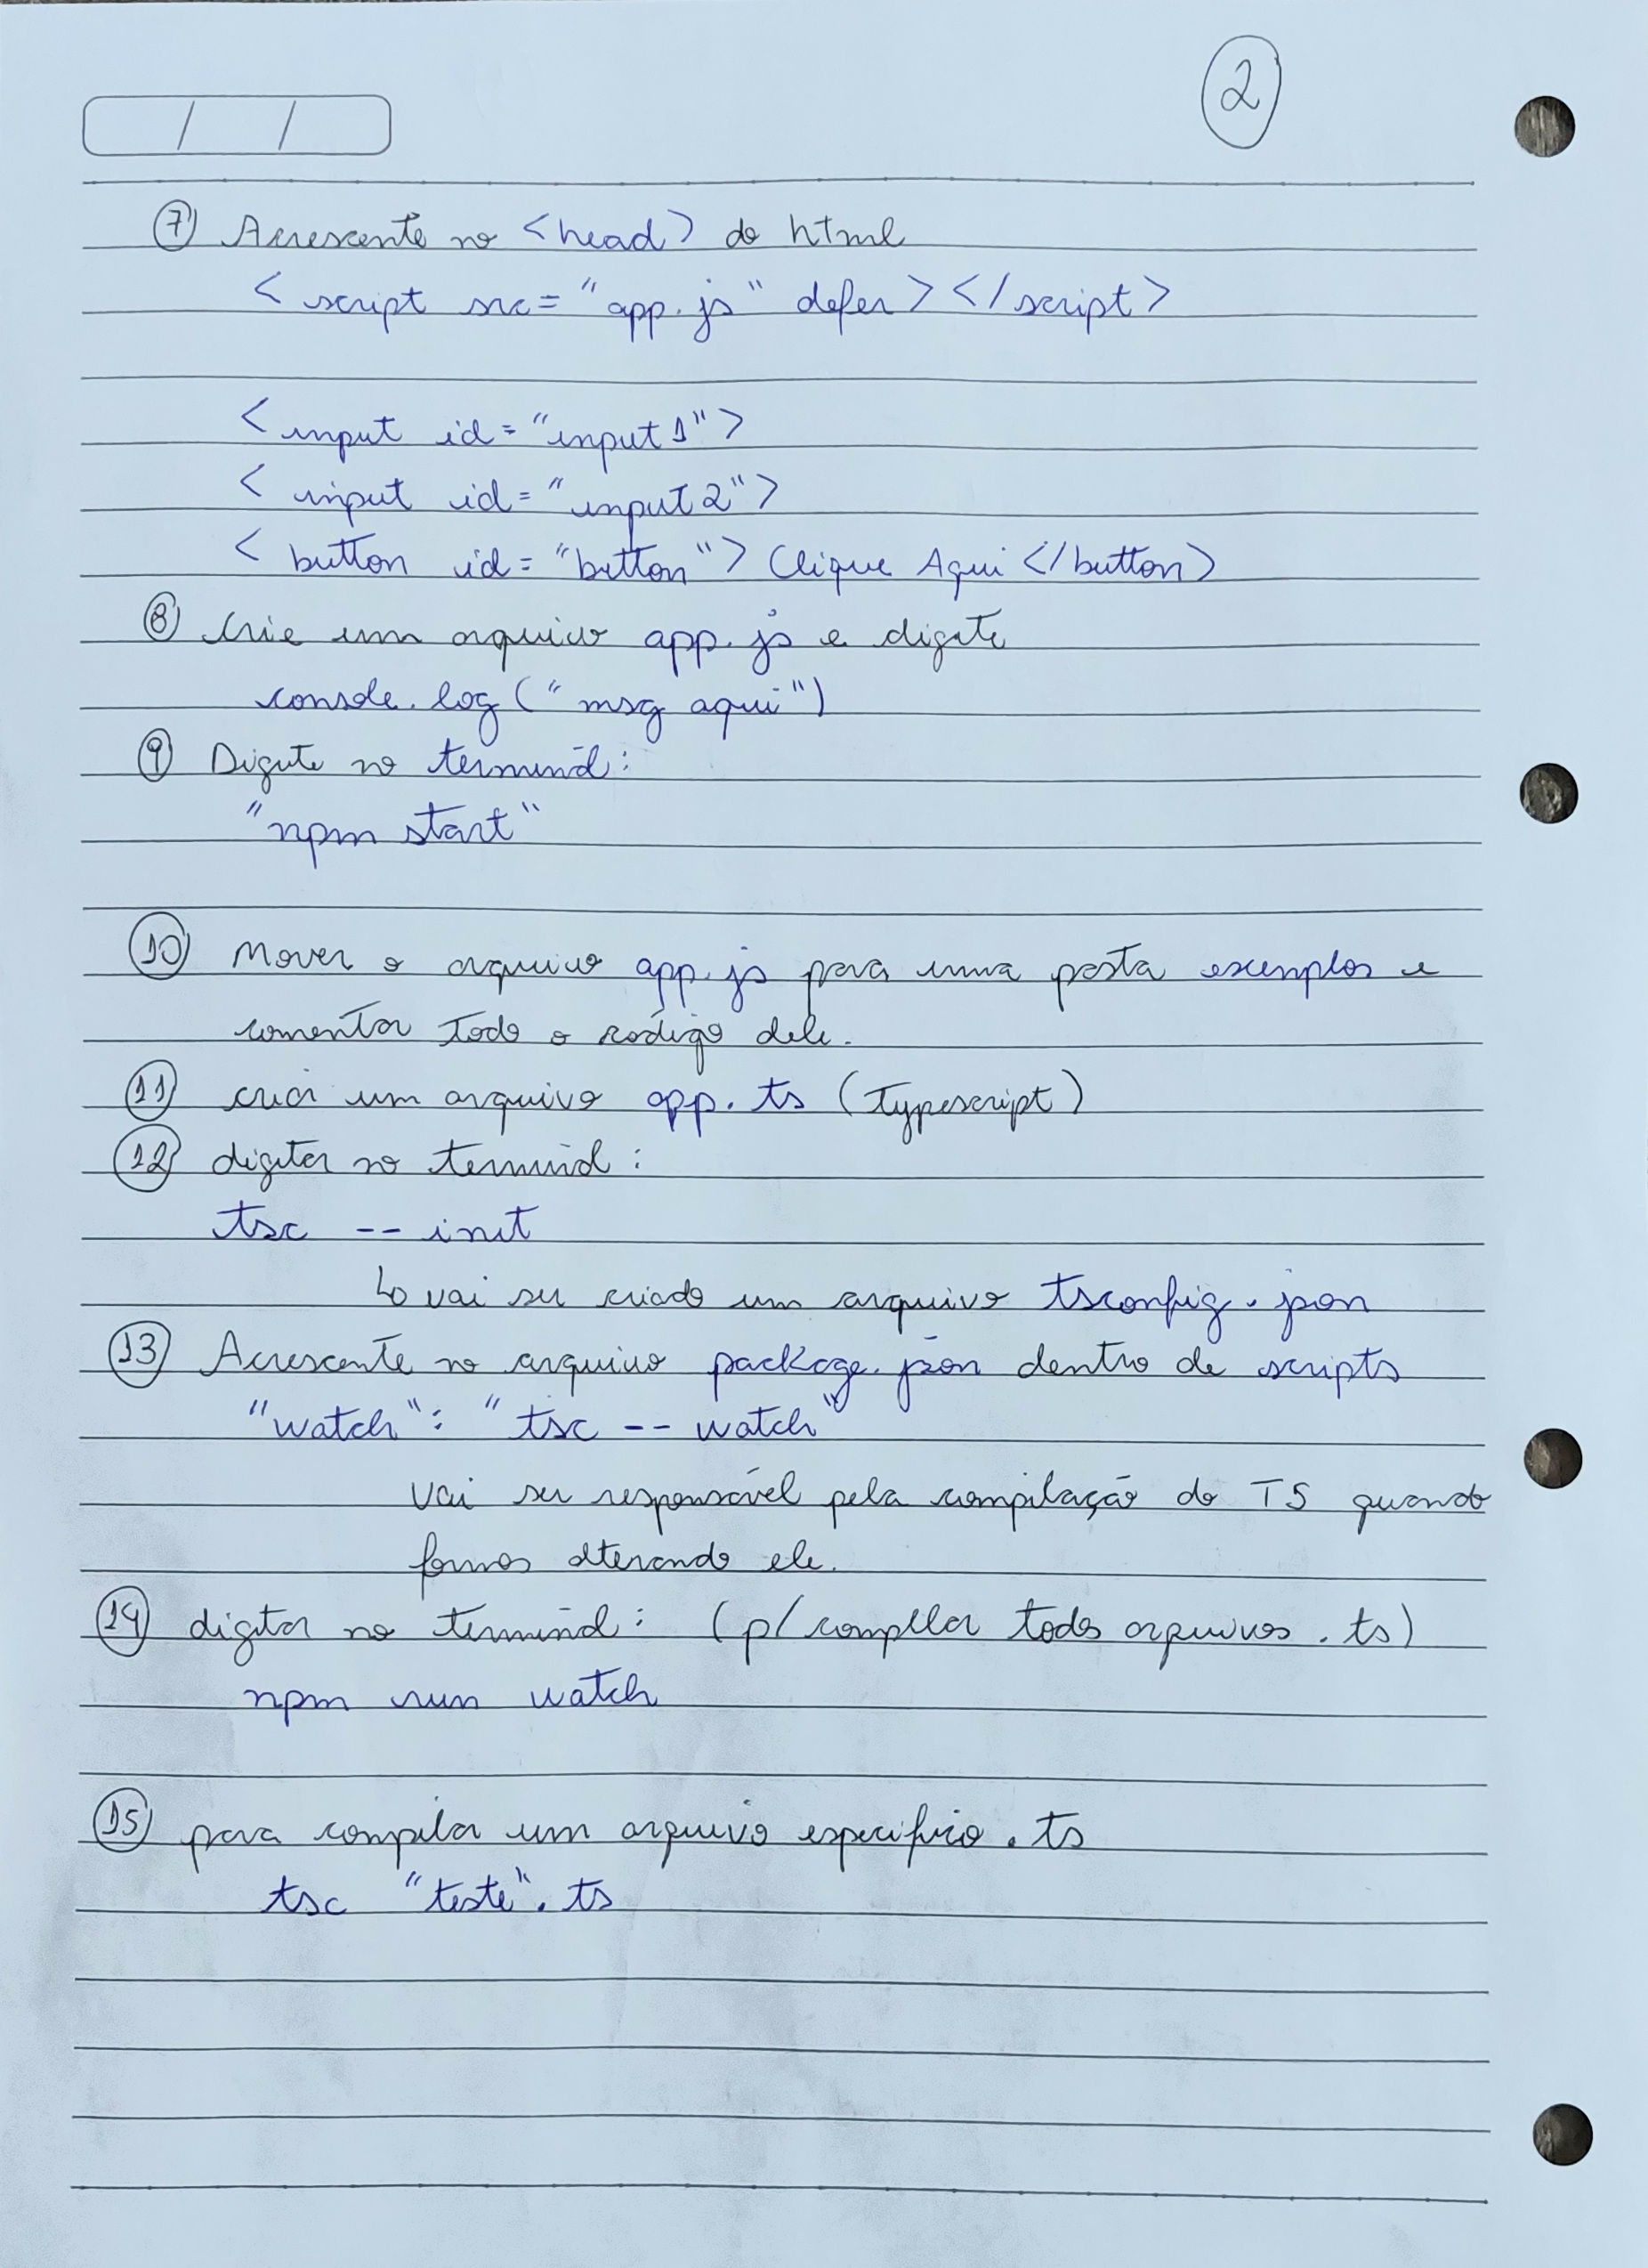 2
/ /
7 Acrescente no <head> do html
<script src="app.js" defer></script>
<input id="input1">
<input id="input2">
<button id="button">Clique Aqui</button>
8 Crie um arquivo app.js e digite
console.log("msg aqui")
9 Digite no terminal:
"npm start"
10 Mover o arquivo app.js para uma pasta exemplos e
comentar todo o código dele.
11 criar um arquivo app.ts (Typescript)
12 digitar no terminal:
tsc --init
↳ vai ser criado um arquivo tsconfig.json
13 Acrescente no arquivo package.json dentro de scripts
"watch": "tsc --watch"
vai ser responsável pela compilação do TS quando
formos alterando ele.
14 digitar no terminal: (p/ compilar todos arquivos .ts)
npm run watch
15 para compilar um arquivo especifico .ts
tsc "teste".ts